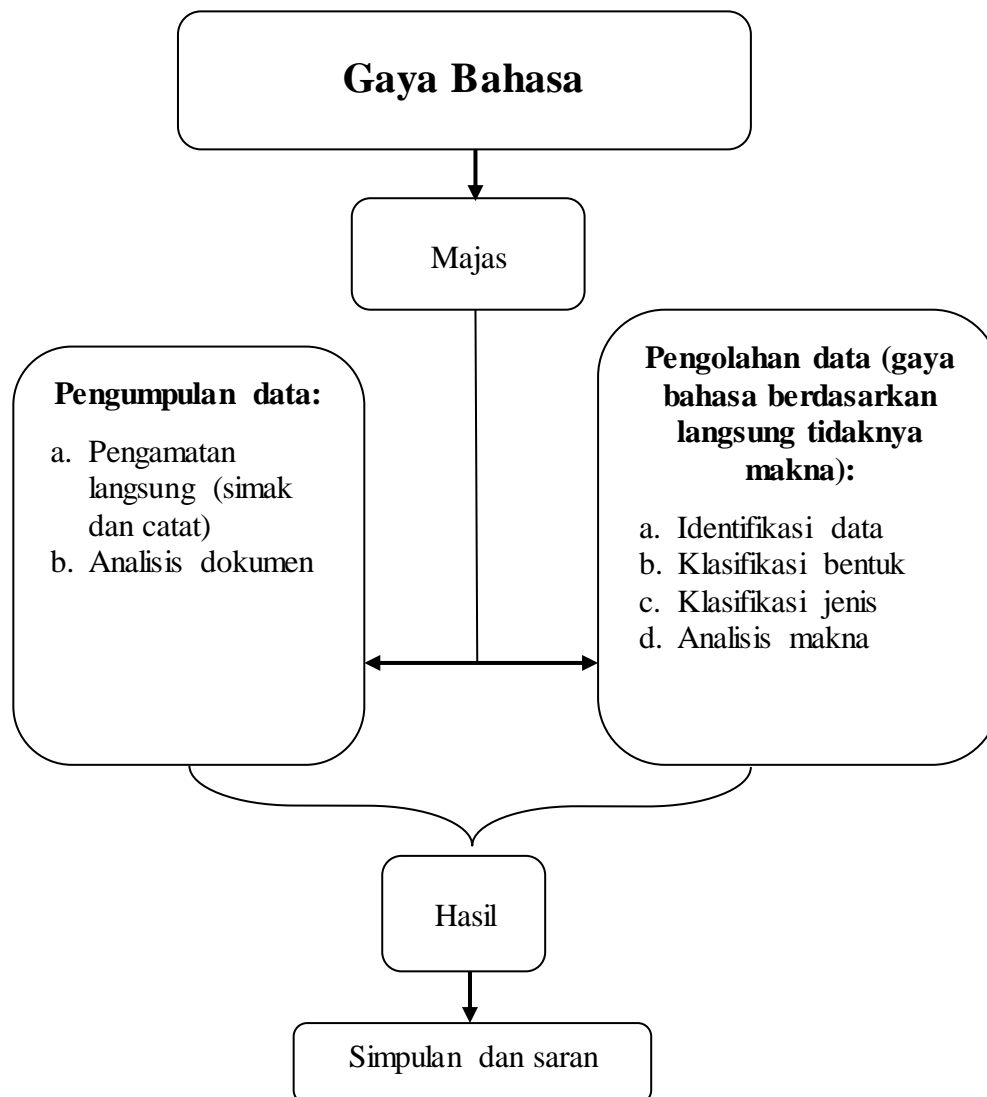 Gaya Bahasa
Majas
Pengumpulan data:
a. Pengamatan
langsung (simak
dan catat)
b. Analisis dokumen
Pengolahan data (gaya
bahasa berdasarkan
langsung tidaknya
makna):
a. Identifikasi data
b. Klasifikasi bentuk
c. Klasifikasi jenis
d. Analisis makna
Hasil
Simpulan dan saran